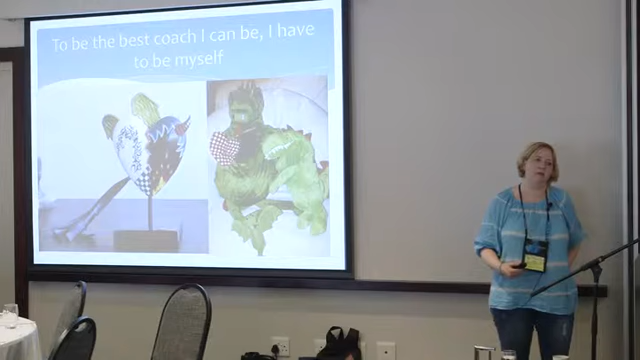 To be the best coach I can be, I have
to be myself